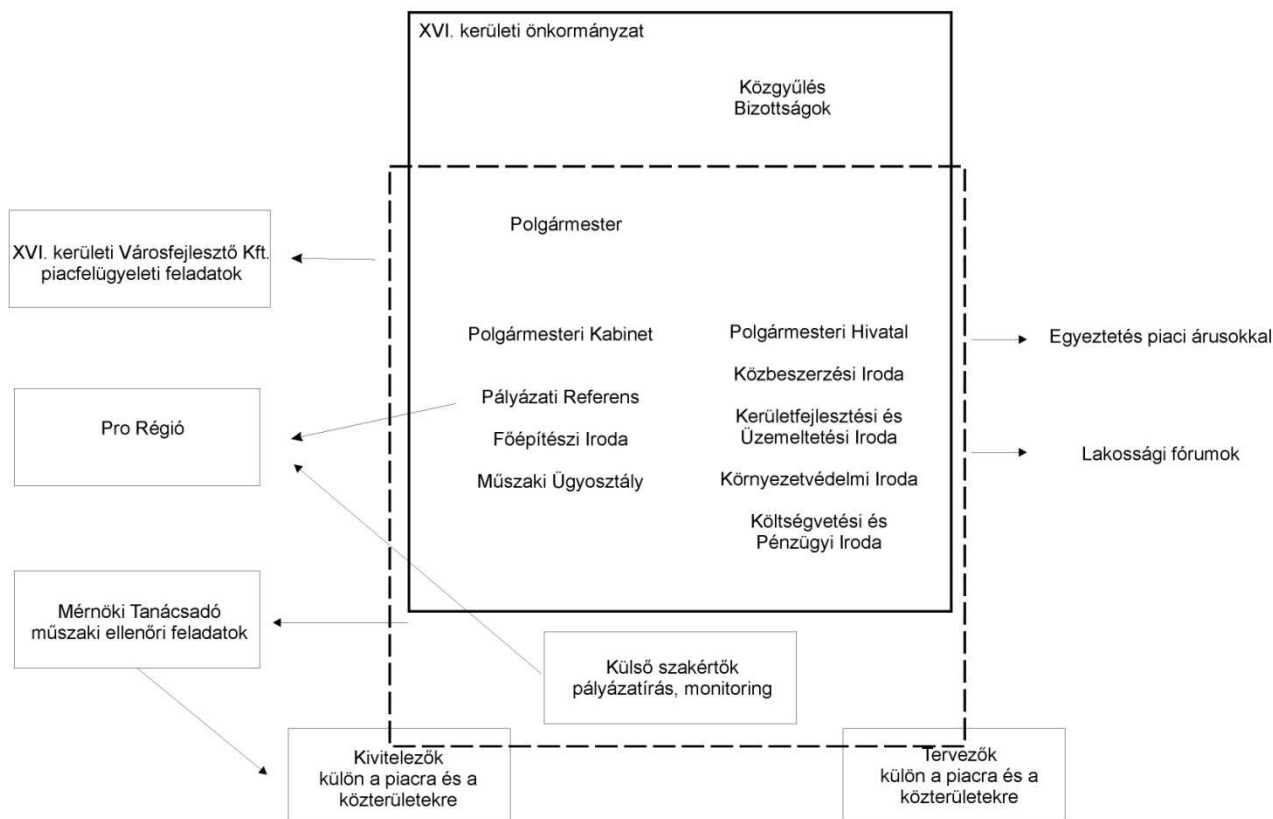 XVI. kerületi önkormányzat
Közgyűlés
Bizottságok
Polgármester
XVI. kerületi Városfejlesztő Kft.
piacfelügyeleti feladatok
Polgármesteri Kabinet
Polgármesteri Hivatal
Egyeztetés piaci árusokkal
Közbeszerzési Iroda
Pályázati Referens
Pro Régió
Kerületfejlesztési és
Üzemeltetési Iroda
Főépítészi Iroda
Lakossági fórumok
Műszaki Ügyosztály
Környezetvédelmi Iroda
Költségvetési és
Pénzügyi Iroda
Mérnöki Tanácsadó
műszaki ellenőri feladatok
Külső szakértők
pályázatírás, monitoring
Kivitelezők
külön a piacra és a
közterületekre
Tervezők
külön a piacra és a
közterületekre